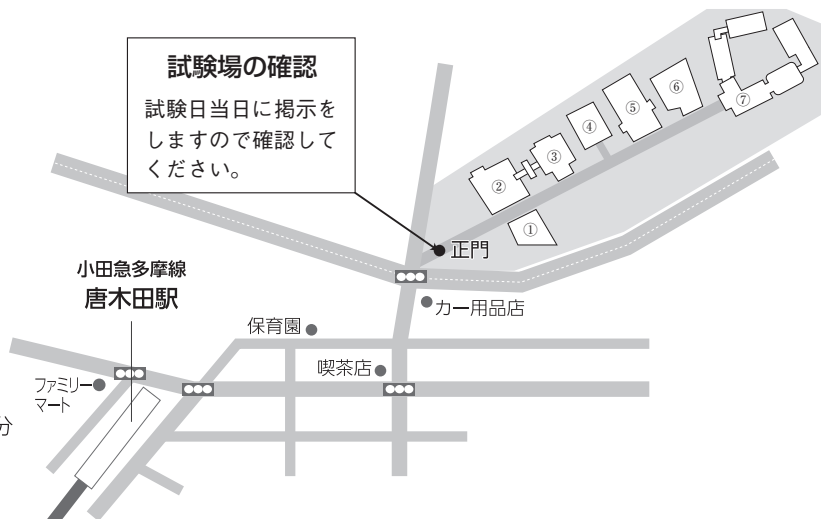 試験場の確認
試験日当日に掲示を
しますので確認して
ください。
①
②
③
④
⑤
⑥
⑦
正門
小田急多摩線
唐木田駅
カー用品店
保育園
喫茶店
ファミリー
マート
分